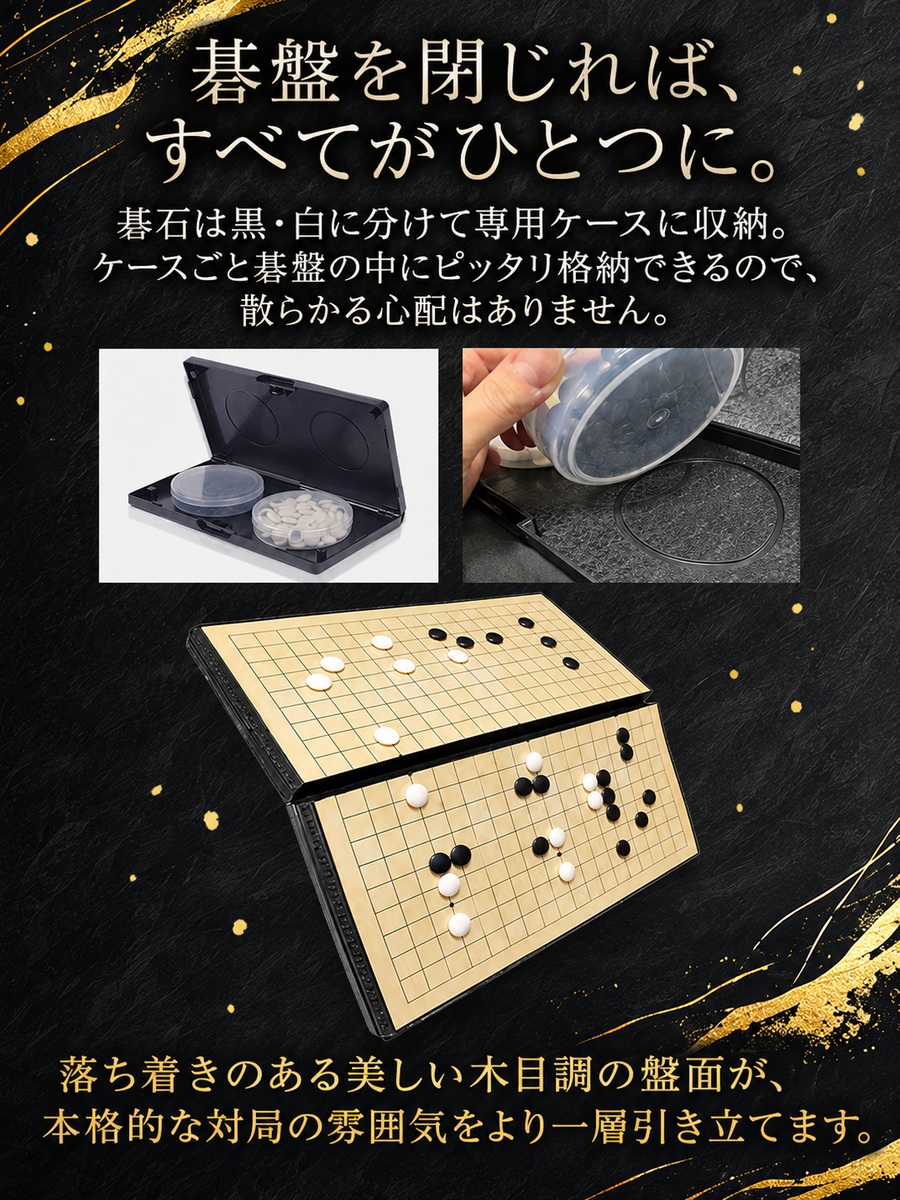 碁盤を閉じれば、
すべてがひとつに。
碁石は黒・白に分けて専用ケースに収納。
ケースごと碁盤の中にピッタリ格納できるので、
散らかる心配はありません。
落ち着きのある美しい木目調の盤面が、
本格的な対局の雰囲気をより一層引き立てます。